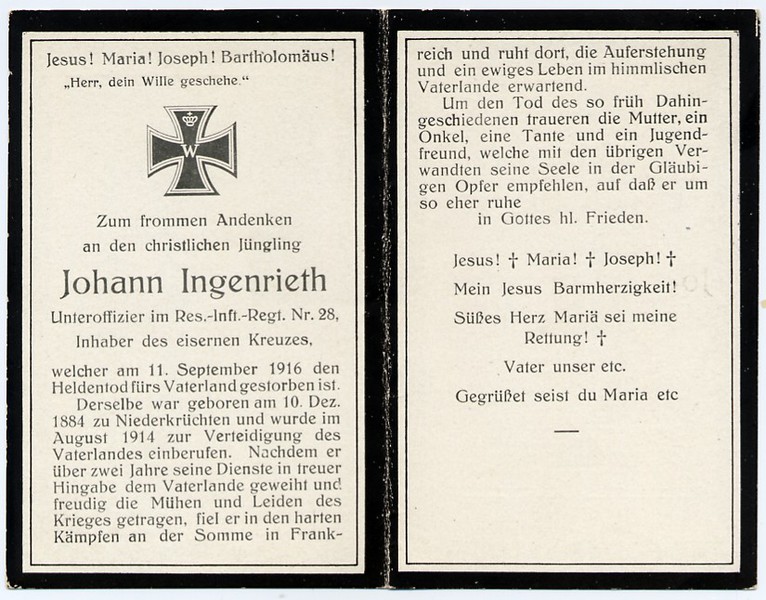 Jesus! Maria! Joseph! Bartholomäus!
„Herr, dein Wille geschehe.“
W
Zum frommen Andenken
an den christlichen Jüngling
Johann Ingenrieth
Unteroffizier im Res.-Inft.-Regt. Nr. 28,
Inhaber des eisernen Kreuzes,
welcher am 11. September 1916 den
Heldentod fürs Vaterland gestorben ist.
Derselbe war geboren am 10. Dez.
1884 zu Niederkrüchten und wurde im
August 1914 zur Verteidigung des
Vaterlandes einberufen. Nachdem er
über zwei Jahre seine Dienste in treuer
Hingabe dem Vaterlande geweiht und
freudig die Mühen und Leiden des
Krieges getragen, fiel er in den harten
Kämpfen an der Somme in Frank-
reich und ruht dort, die Auferstehung
und ein ewiges Leben im himmlischen
Vaterlande erwartend.
Um den Tod des so früh Dahin-
geschiedenen traueren die Mutter, ein
Onkel, eine Tante und ein Jugend-
freund, welche mit den übrigen Ver-
wandten seine Seele in der Gläubi-
gen Opfer empfehlen, auf daß er um
so eher ruhe
in Gottes hl. Frieden.
Jesus! † Maria! † Joseph! †
Mein Jesus Barmherzigkeit!
Süßes Herz Mariä sei meine
Rettung! †
Vater unser etc.
Gegrüßet seist du Maria etc